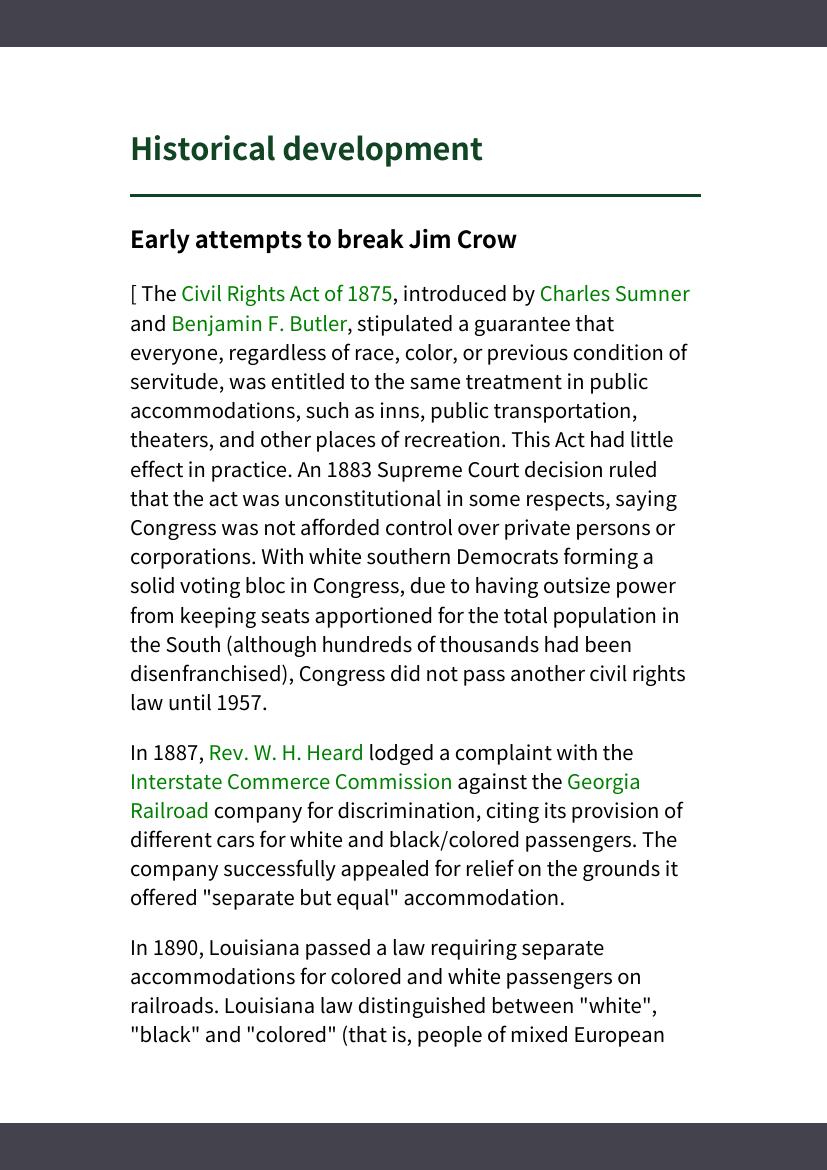 Historical development
Early attempts to break Jim Crow
[ The Civil Rights Act of 1875, introduced by Charles Sumner
and Benjamin F. Butler, stipulated a guarantee that
everyone, regardless of race, color, or previous condition of
servitude, was entitled to the same treatment in public
accommodations, such as inns, public transportation,
theaters, and other places of recreation. This Act had little
effect in practice. An 1883 Supreme Court decision ruled
that the act was unconstitutional in some respects, saying
Congress was not afforded control over private persons or
corporations. With white southern Democrats forming a
solid voting bloc in Congress, due to having outsize power
from keeping seats apportioned for the total population in
the South (although hundreds of thousands had been
disenfranchised), Congress did not pass another civil rights
law until 1957.
In 1887, Rev. W. H. Heard lodged a complaint with the
Interstate Commerce Commission against the Georgia
Railroad company for discrimination, citing its provision of
different cars for white and black/colored passengers. The
company successfully appealed for relief on the grounds it
offered "separate but equal" accommodation.
In 1890, Louisiana passed a law requiring separate
accommodations for colored and white passengers on
railroads. Louisiana law distinguished between "white",
"black" and "colored" (that is, people of mixed European